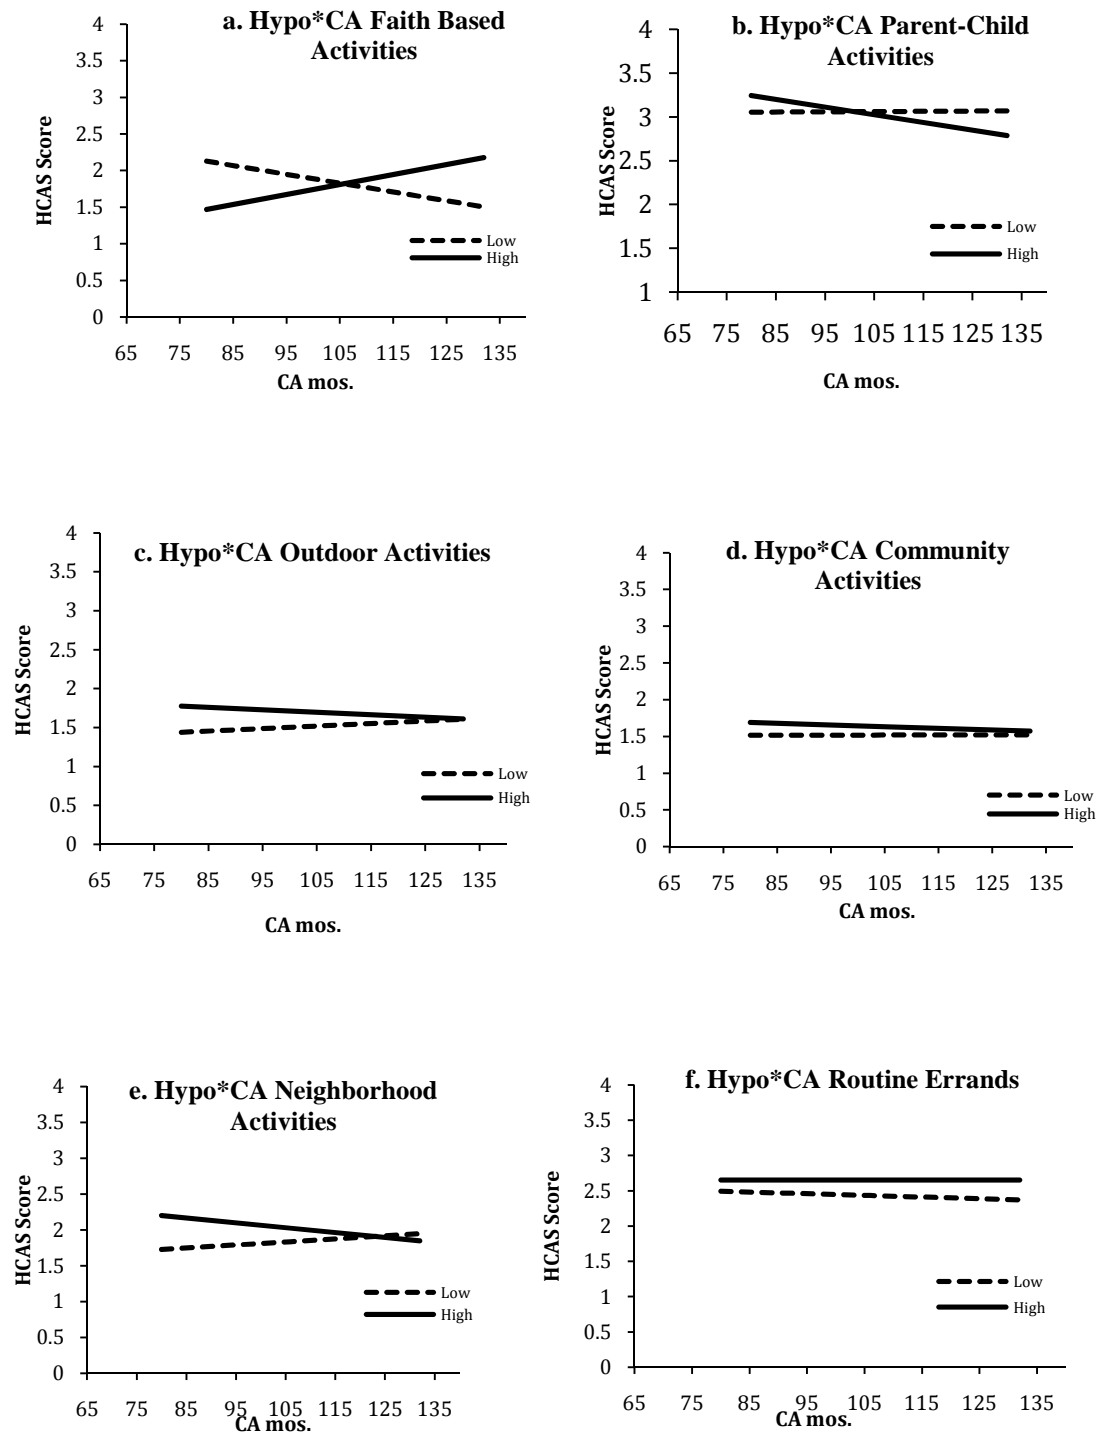 a. Hypo*CA Faith Based
Activities
4
3.5
3
2.5
2
1.5
1
0.5
0
HCAS Score
Low
High
65 75 85 95 105 115 125 135
CA mos.
b. Hypo*CA Parent-Child
Activities
4
3.5
3
2.5
2
1.5
1
HCAS Score
Low
High
65 75 85 95 105 115 125 135
CA mos.
c. Hypo*CA Outdoor Activities
4
3.5
3
2.5
2
1.5
1
0.5
0
HCAS Score
Low
High
65 75 85 95 105 115 125 135
CA mos.
d. Hypo*CA Community
Activities
4
3.5
3
2.5
2
1.5
1
0.5
0
HCAS Score
Low
High
65 75 85 95 105 115 125 135
CA mos.
e. Hypo*CA Neighborhood
Activities
4
3.5
3
2.5
2
1.5
1
0.5
0
HCAS Score
Low
High
65 75 85 95 105 115 125 135
CA mos.
f. Hypo*CA Routine Errands
4
3.5
3
2.5
2
1.5
1
0.5
0
HCAS Score
Low
High
65 75 85 95 105 115 125 135
CA mos.